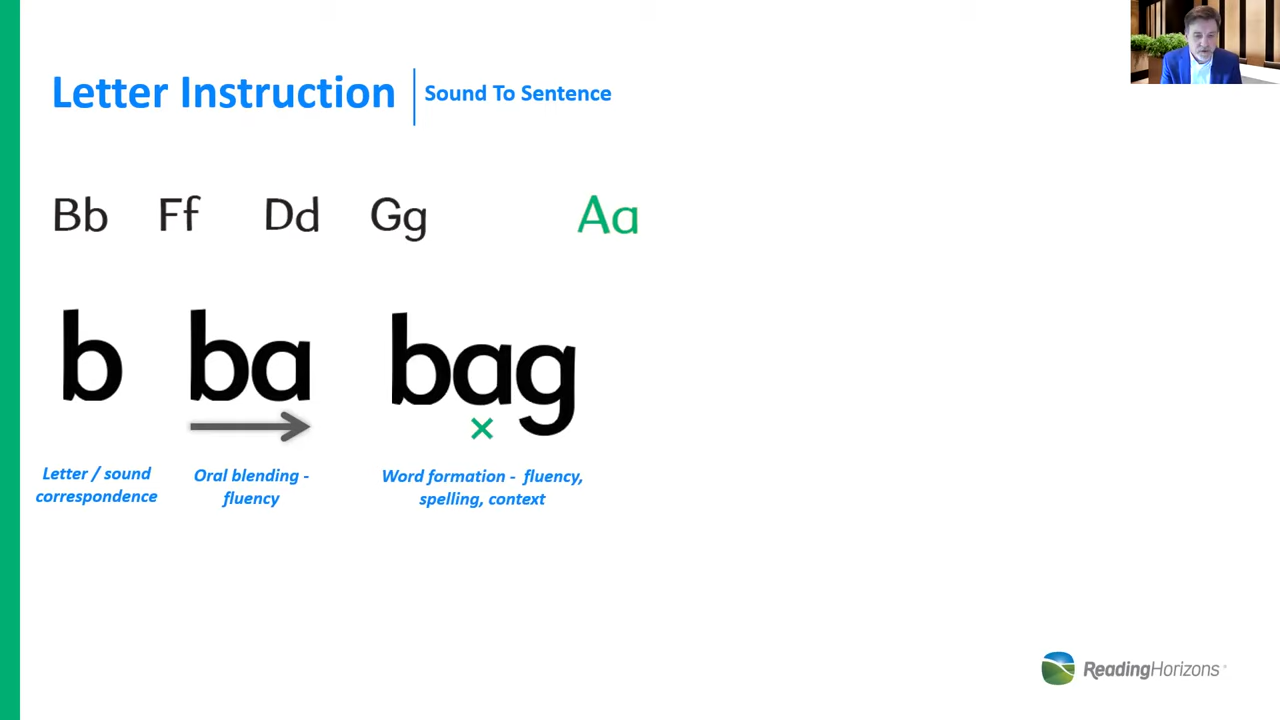 Letter Instruction Sound To Sentence
Bb Ff Dd Gg Aa
b ba bag
×
Letter / sound correspondence
Oral blending - fluency
Word formation - fluency, spelling, context
ReadingHorizons